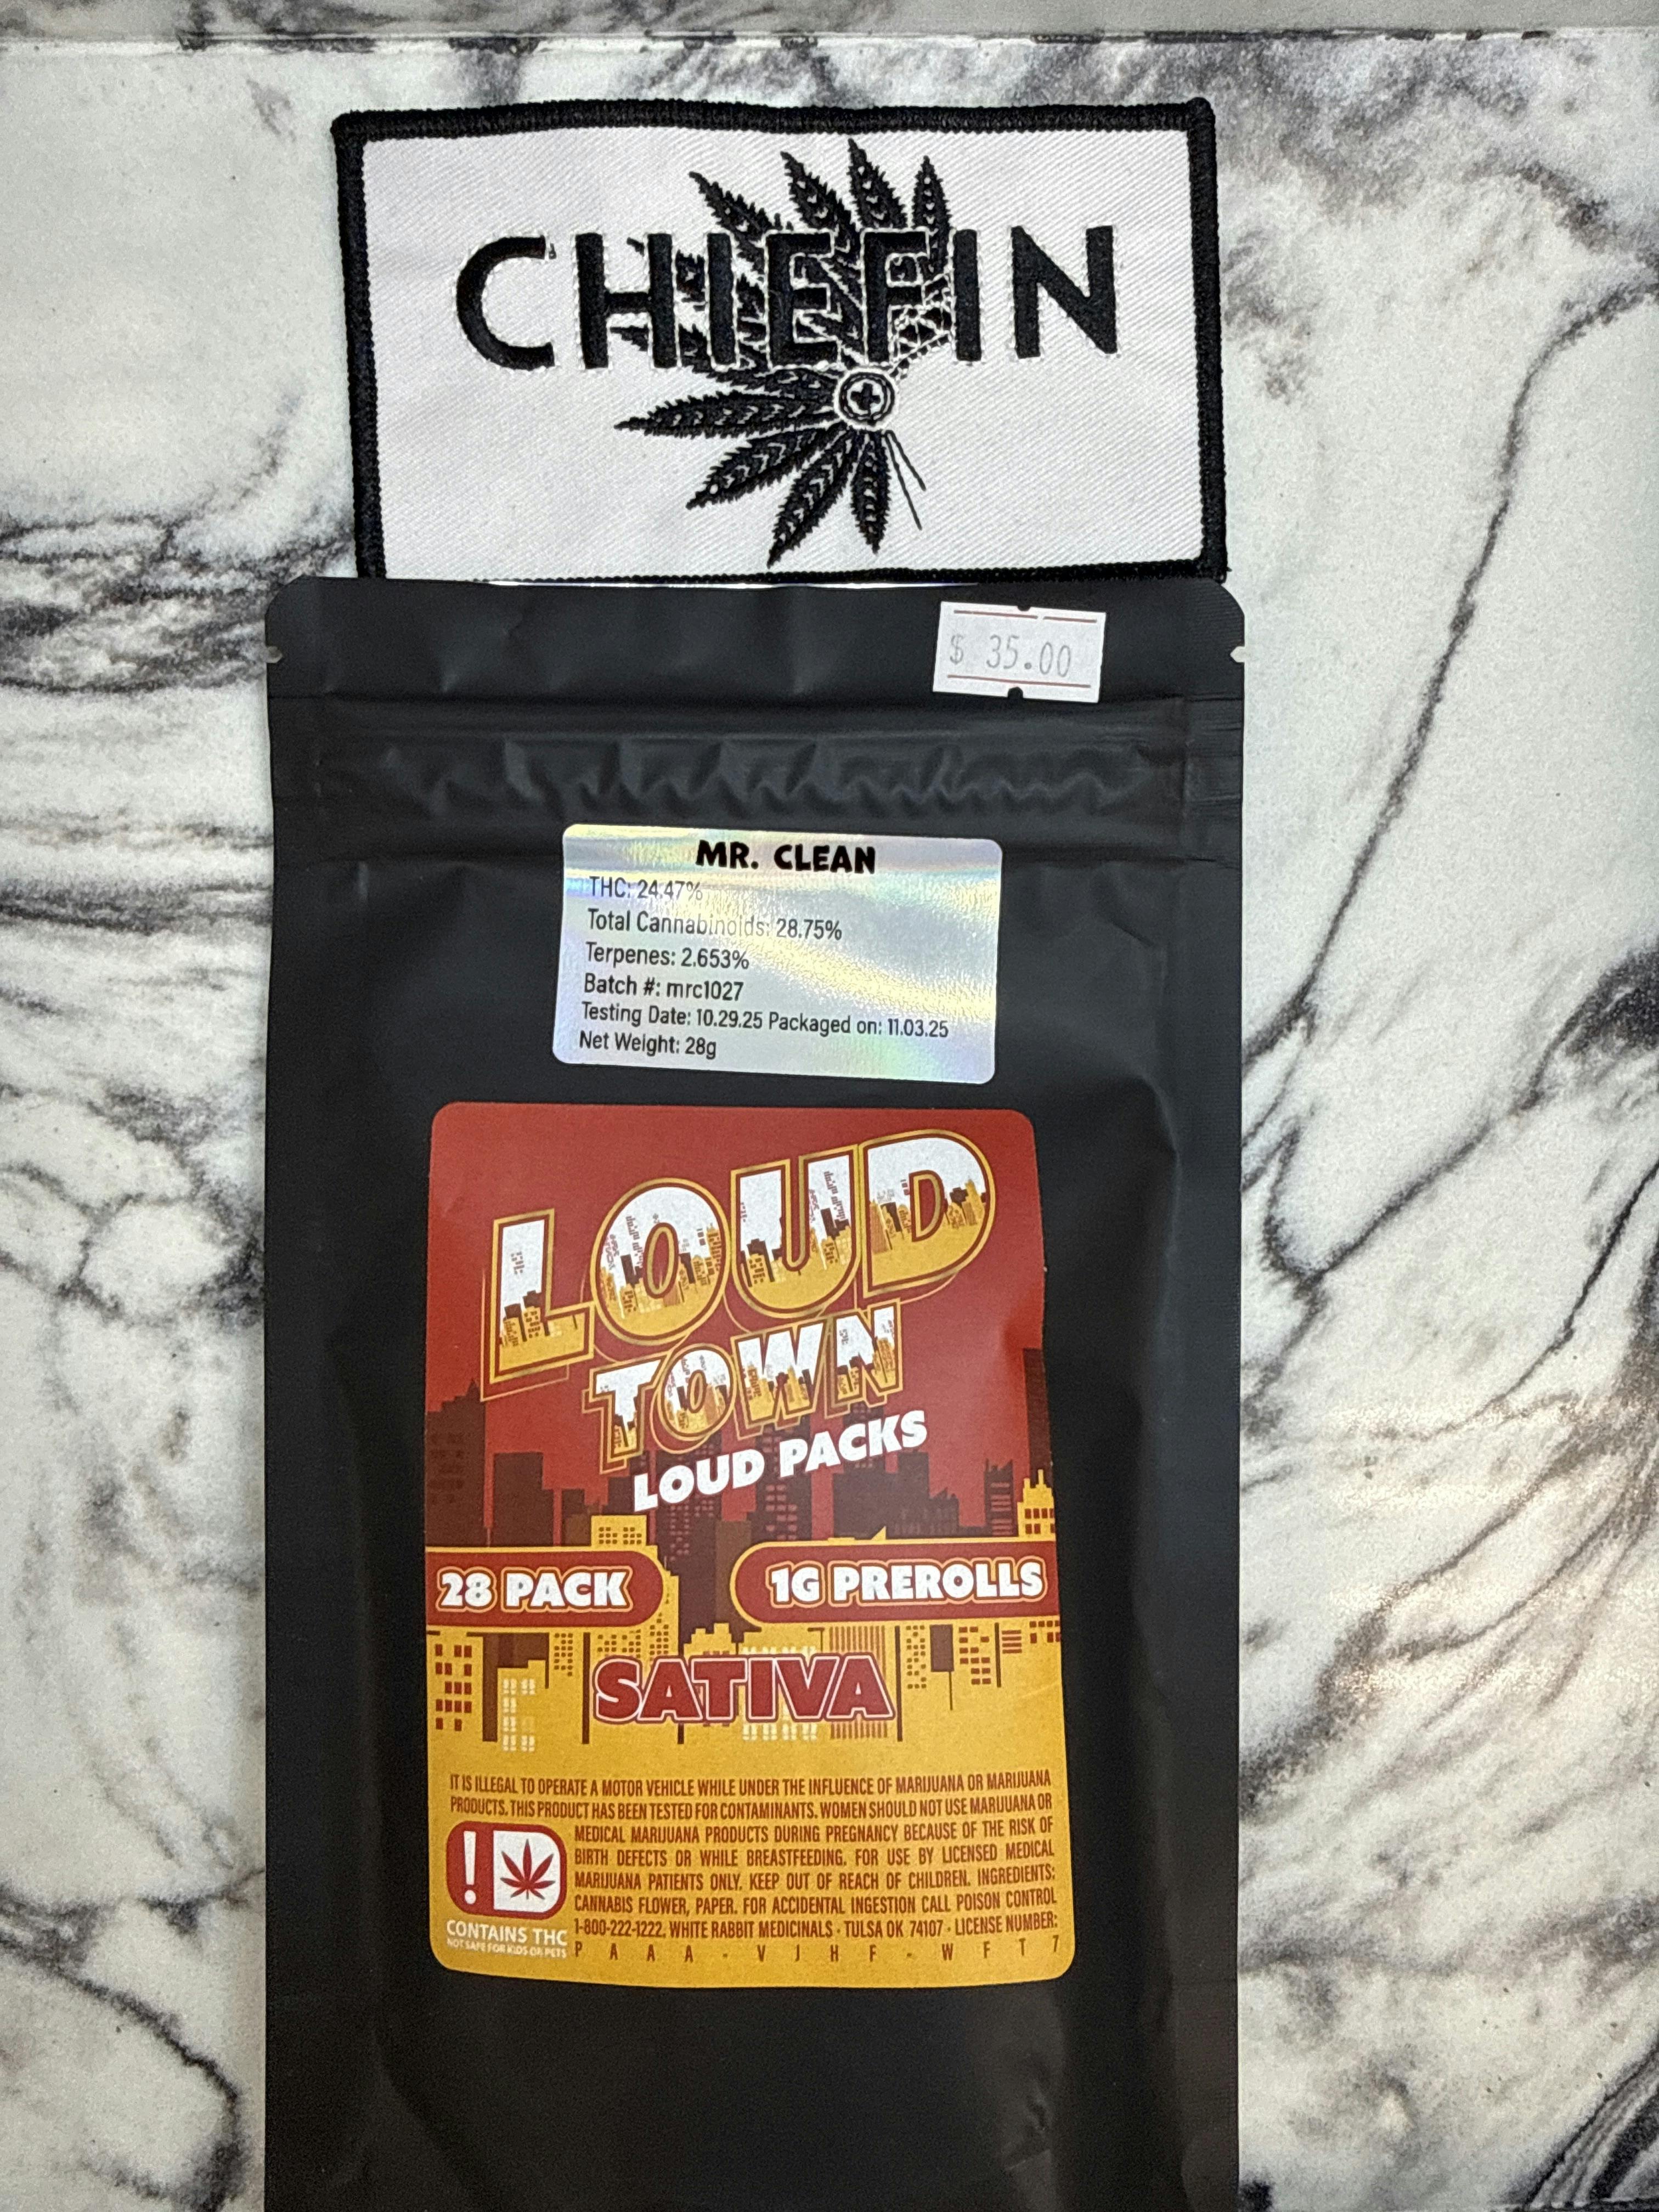 CHIEFIN
$ 35.00
MR. CLEAN
THC: 24.47%
Total Cannabinoids: 28.75%
Terpenes: 2.653%
Batch #: mrc1027
Testing Date: 10.29.25 Packaged on: 11.03.25
Net Weight: 28g
LOUD
TOWN
LOUD PACKS
28 PACK
1G PREROLLS
SATIVA
IT IS ILLEGAL TO OPERATE A MOTOR VEHICLE WHILE UNDER THE INFLUENCE OF MARIJUANA OR MARIJUANA
PRODUCTS. THIS PRODUCT HAS BEEN TESTED FOR CONTAMINANTS. WOMEN SHOULD NOT USE MARIJUANA OR
MEDICAL MARIJUANA PRODUCTS DURING PREGNANCY BECAUSE OF THE RISK OF
BIRTH DEFECTS OR WHILE BREASTFEEDING. FOR USE BY LICENSED MEDICAL
MARIJUANA PATIENTS ONLY. KEEP OUT OF REACH OF CHILDREN. INGREDIENTS:
CANNABIS FLOWER, PAPER. FOR ACCIDENTAL INGESTION CALL POISON CONTROL
1-800-222-1222. WHITE RABBIT MEDICINALS - TULSA OK 74107 - LICENSE NUMBER:
PAAA-VJHF-WFT7
!
CONTAINS THC
NOT SAFE FOR KIDS OR PETS